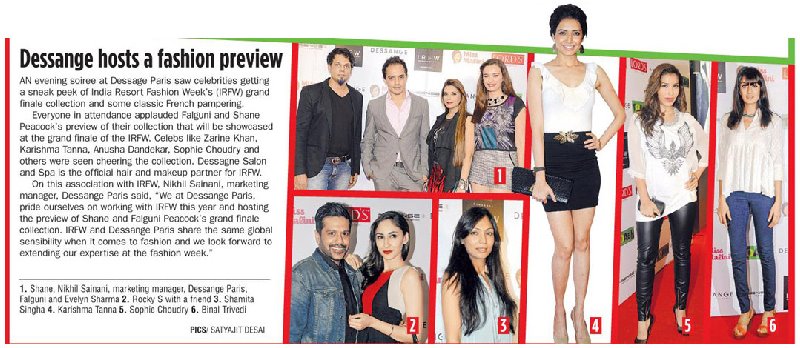 Dessange hosts a fashion preview
AN evening soiree at Dessage Paris saw celebrities getting
a sneak peek of India Resort Fashion Week's (IRFW) grand
finale collection and some classic French pampering.
Everyone in attendance applauded Falguni and Shane
Peacock's preview of their collection that will be showcased
at the grand finale of the IRFW. Celebs like Zarina Khan,
Karishma Tanna, Anusha Dandekar, Sophie Choudry and
others were seen cheering the collection. Dessagne Salon
and Spa is the official hair and makeup partner for IRFW.
On this association with IRFW, Nikhil Sainani, marketing
manager, Dessange Paris said, "We at Dessange Paris,
pride ourselves on working with IRFW this year and hosting
the preview of Shane and Falguni Peacock's grand finale
collection. IRFW and Dessange Paris share the same global
sensibility when it comes to fashion and we look forward to
extending our expertise at the fashion week."
1. Shane, Nikhil Sainani, marketing manager, Dessange Paris,
Falguni and Evelyn Sharma 2. Rocky S with a friend 3. Shamita
Singha 4. Karishma Tanna 5. Sophie Choudry 6. Binal Trivedi
PICS/ SATYAJIT DESAI
DESSANGE
IRFW
Miss
1
2
3
4
5
6